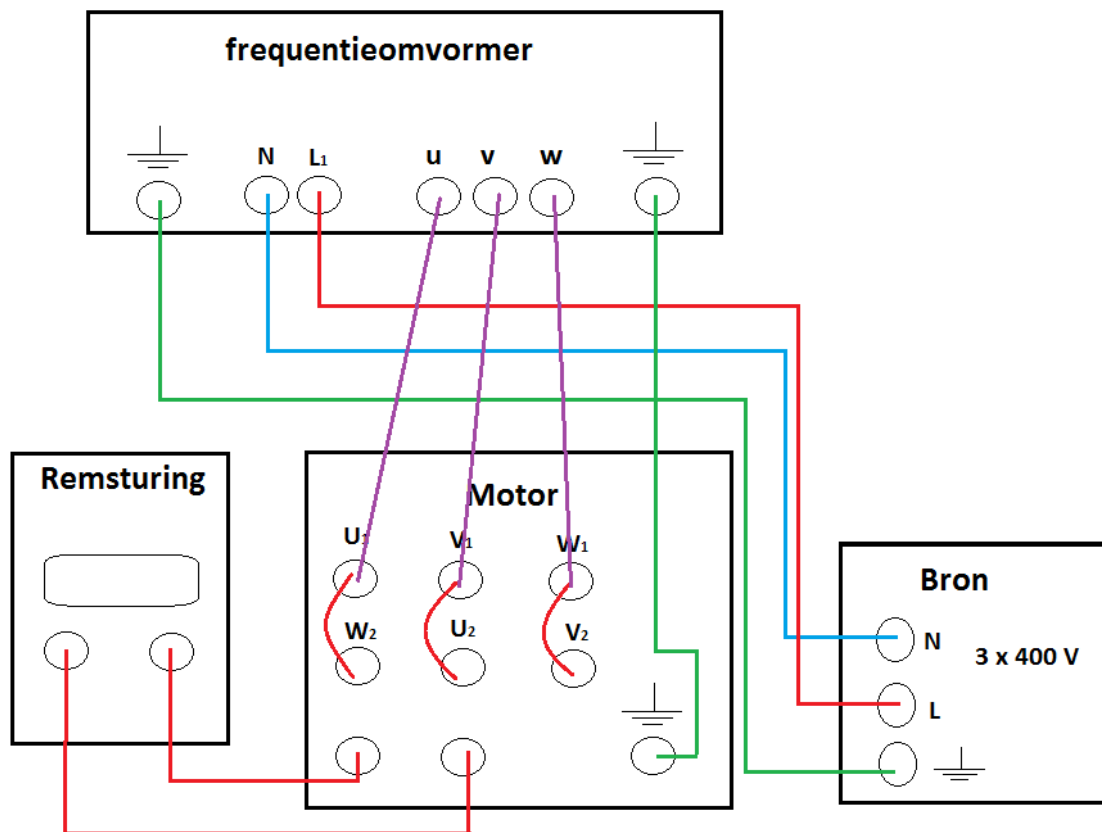 frequentieomvormer
N L1 u v w
Remsturing
Motor
U1 V1 W1
W2 U2 V2
Bron
N
3 x 400 V
L